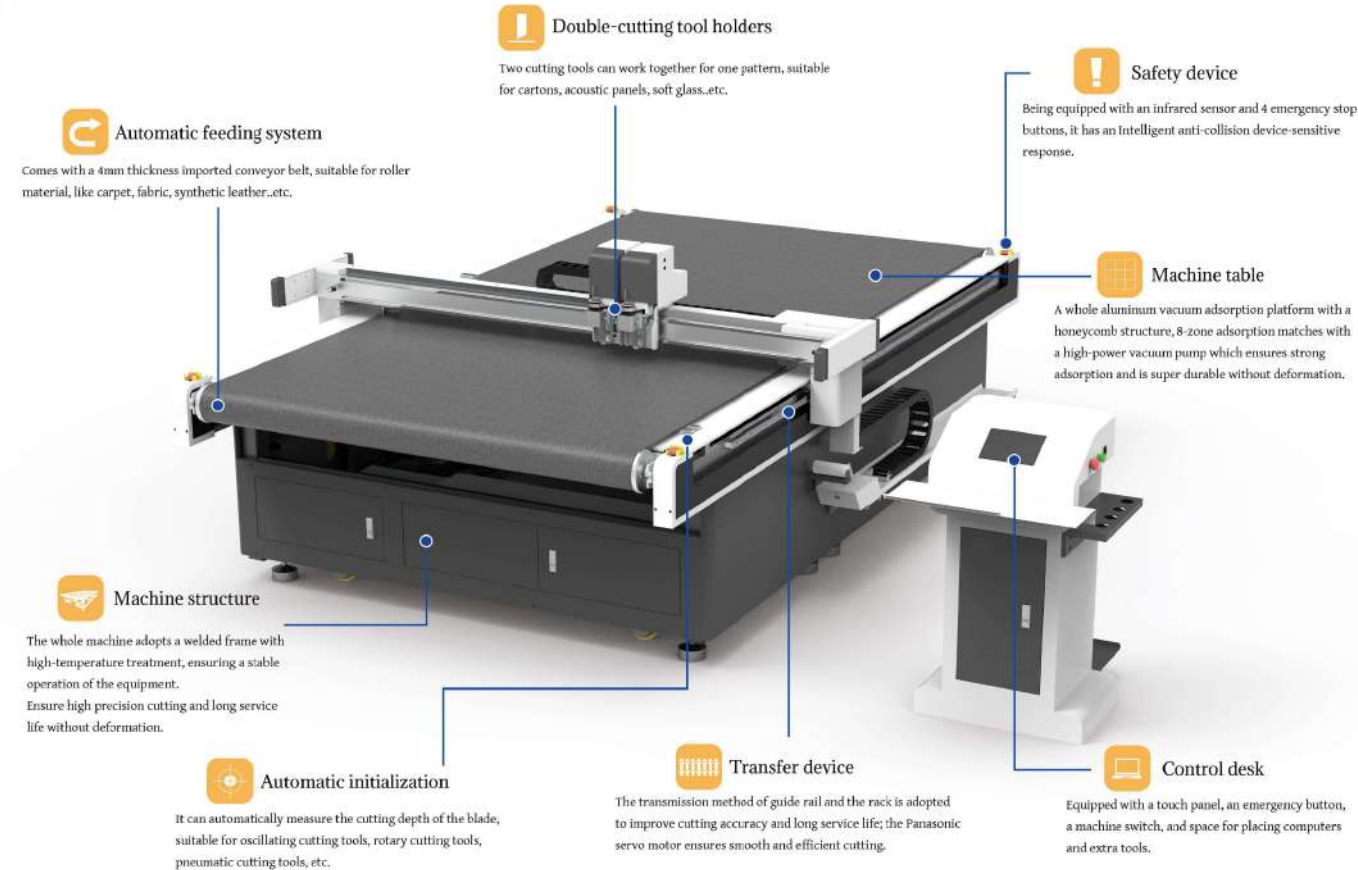 Double-cutting tool holders
Two cutting tools can work together for one pattern, suitable
for cartons, acoustic panels, soft glass..etc.
Safety device
Being equipped with an infrared sensor and 4 emergency stop
buttons, it has an Intelligent anti-collision device-sensitive
response.
Automatic feeding system
Comes with a 4mm thickness imported conveyor belt, suitable for roller
material, like carpet, fabric, synthetic leather..etc.
Machine table
A whole aluminum vacuum adsorption platform with a
honeycomb structure, 8-zone adsorption matches with
a high-power vacuum pump which ensures strong
adsorption and is super durable without deformation.
Machine structure
The whole machine adopts a welded frame with
high-temperature treatment, ensuring a stable
operation of the equipment.
Ensure high precision cutting and long service
life without deformation.
Automatic initialization
It can automatically measure the cutting depth of the blade,
suitable for oscillating cutting tools, rotary cutting tools,
pneumatic cutting tools, etc.
Transfer device
The transmission method of guide rail and the rack is adopted
to improve cutting accuracy and long service life; the Panasonic
servo motor ensures smooth and efficient cutting.
Control desk
Equipped with a touch panel, an emergency button,
a machine switch, and space for placing computers
and extra tools.